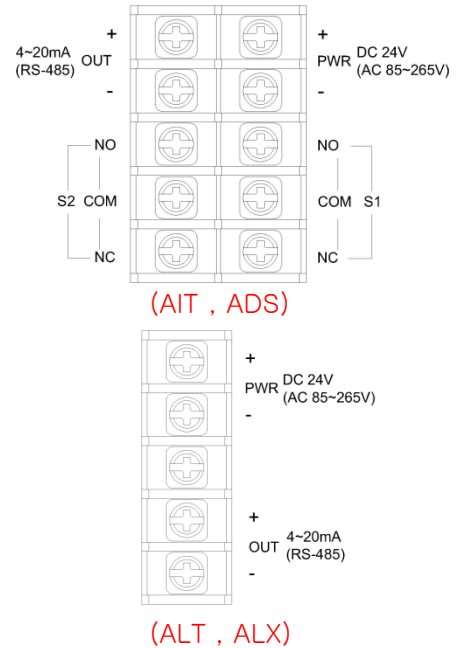 +
4~20mA
(RS-485)
OUT
-
+
PWR
DC 24V
(AC 85~265V)
-
NO
S2 COM
NC
NO
COM S1
NC
(AIT , ADS)
+
PWR
DC 24V
(AC 85~265V)
-
+
OUT
4~20mA
(RS-485)
-
(ALT , ALX)